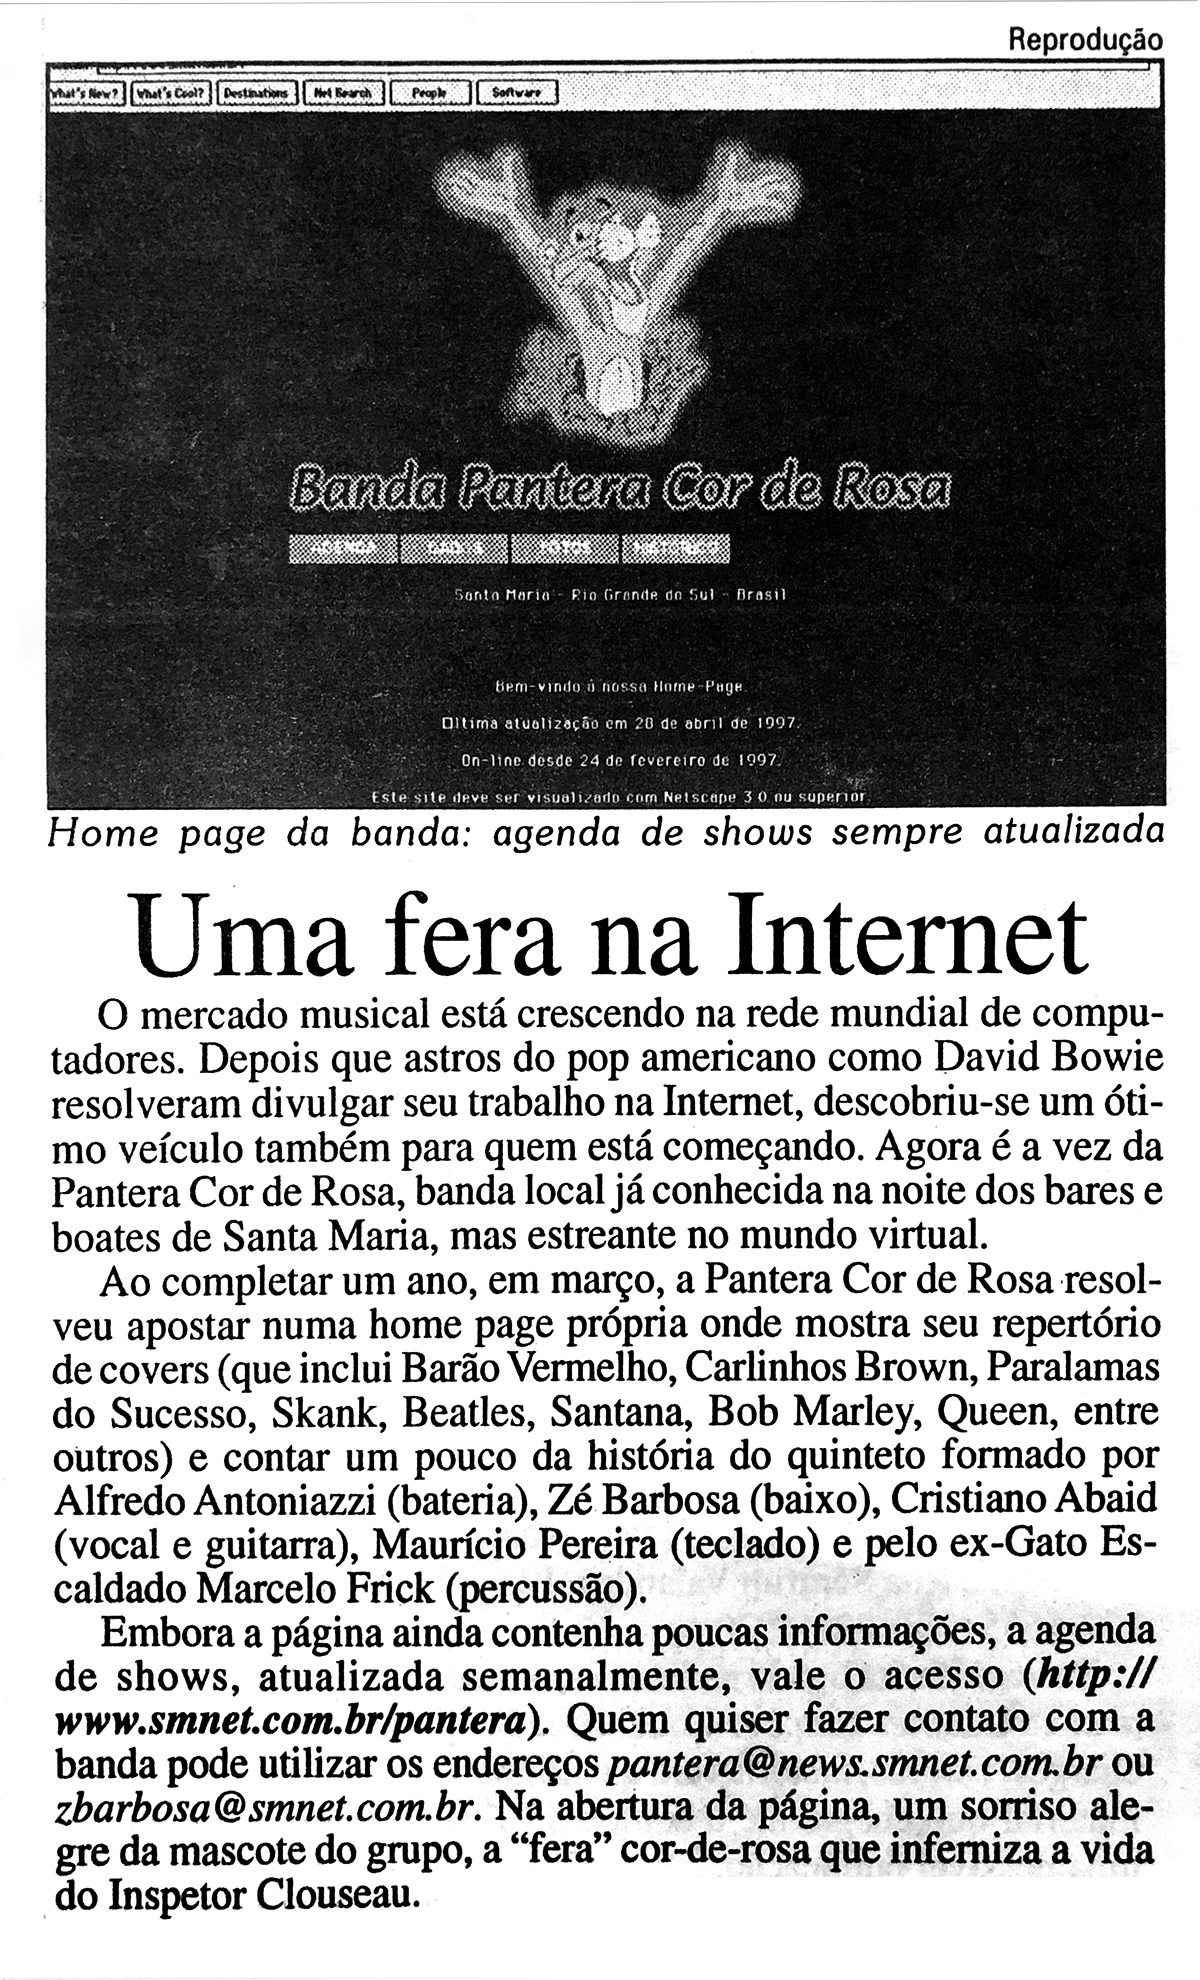 Reprodução
What's New? What's Cool? Destinations Net Search People Software
Banda Pantera Cor de Rosa
AGENDA FOTOS
Santa Maria - Rio Grande do Sul - Brasil
Bem-vindo à nossa Home-Page.
Última atualização em 28 de abril de 1997.
On-line desde 24 de fevereiro de 1997.
Este site deve ser visualizado com Netscape 3.0 ou superior.
Home page da banda: agenda de shows sempre atualizada
Uma fera na Internet
O mercado musical está crescendo na rede mundial de compu-
tadores. Depois que astros do pop americano como David Bowie
resolveram divulgar seu trabalho na Internet, descobriu-se um óti-
mo veículo também para quem está começando. Agora é a vez da
Pantera Cor de Rosa, banda local já conhecida na noite dos bares e
boates de Santa Maria, mas estreante no mundo virtual.
Ao completar um ano, em março, a Pantera Cor de Rosa resol-
veu apostar numa home page própria onde mostra seu repertório
de covers (que inclui Barão Vermelho, Carlinhos Brown, Paralamas
do Sucesso, Skank, Beatles, Santana, Bob Marley, Queen, entre
outros) e contar um pouco da história do quinteto formado por
Alfredo Antoniazzi (bateria), Zé Barbosa (baixo), Cristiano Abaid
(vocal e guitarra), Maurício Pereira (teclado) e pelo ex-Gato Es-
caldado Marcelo Frick (percussão).
Embora a página ainda contenha poucas informações, a agenda
de shows, atualizada semanalmente, vale o acesso (http://
www.smnet.com.br/pantera). Quem quiser fazer contato com a
banda pode utilizar os endereços pantera@news.smnet.com.br ou
zbarbosa@smnet.com.br. Na abertura da página, um sorriso ale-
gre da mascote do grupo, a “fera” cor-de-rosa que inferniza a vida
do Inspetor Clouseau.